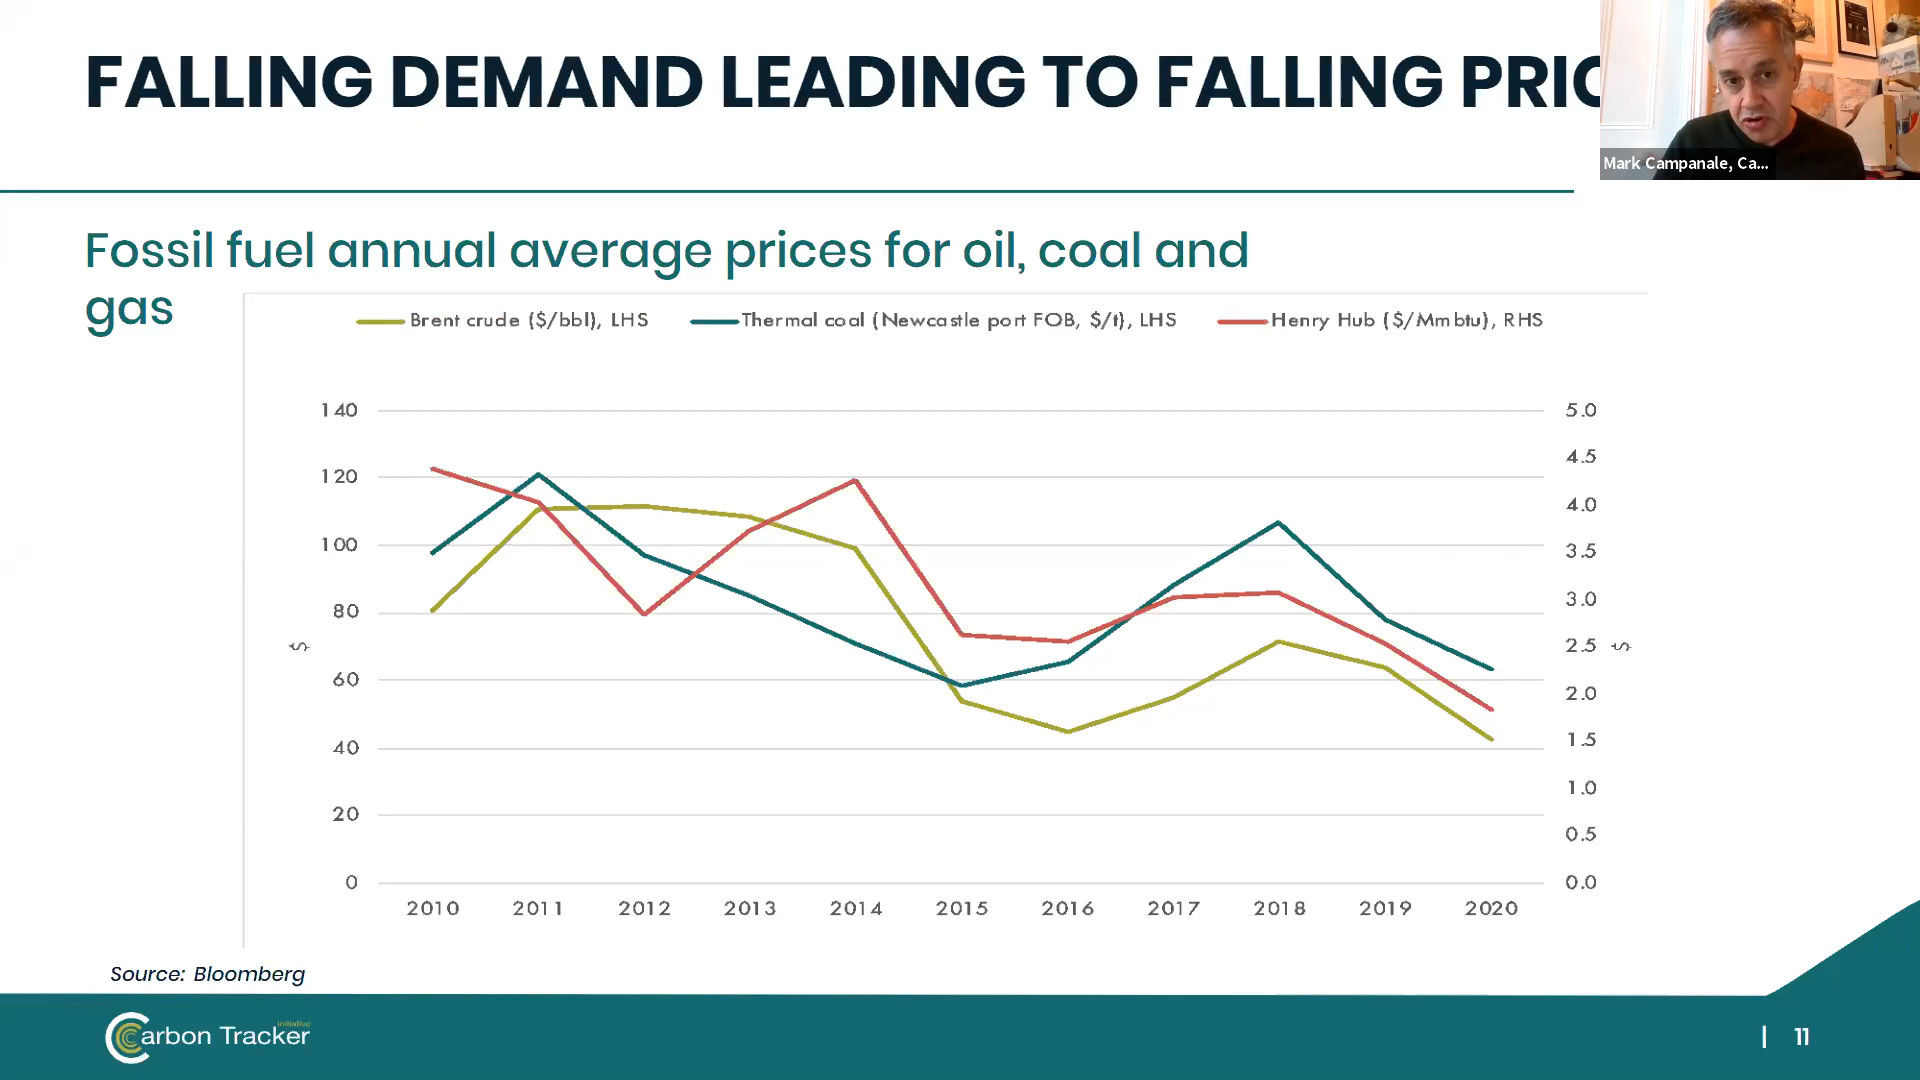 FALLING DEMAND LEADING TO FALLING PRIC
Mark Campanale, Ca...
Fossil fuel annual average prices for oil, coal and
gas
Brent crude ($/bbl), LHS
Thermal coal (Newcastle port FOB, $/t), LHS
Henry Hub ($/Mmbtu), RHS
140
120
100
80
60
40
20
0
$
5.0
4.5
4.0
3.5
3.0
2.5
2.0
1.5
1.0
0.5
0.0
$
2010 2011 2012 2013 2014 2015 2016 2017 2018 2019 2020
Source: Bloomberg
Carbon Tracker
Initiative
| 11